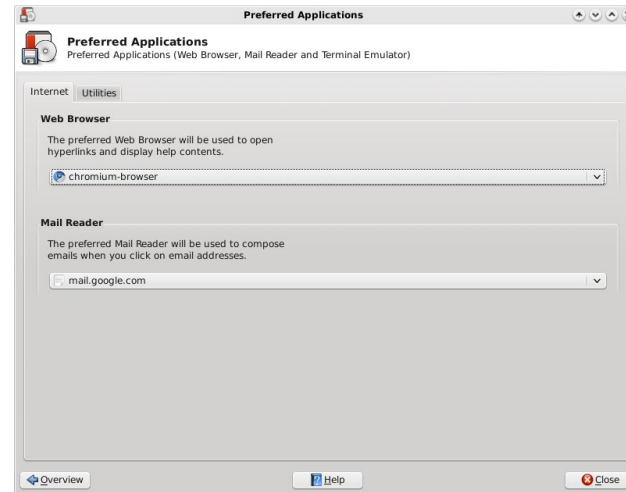 Preferred Applications
Preferred Applications
Preferred Applications (Web Browser, Mail Reader and Terminal Emulator)
Internet Utilities
Web Browser
The preferred Web Browser will be used to open
hyperlinks and display help contents.
chromium-browser
Mail Reader
The preferred Mail Reader will be used to compose
emails when you click on email addresses.
mail.google.com
Overview Help Close